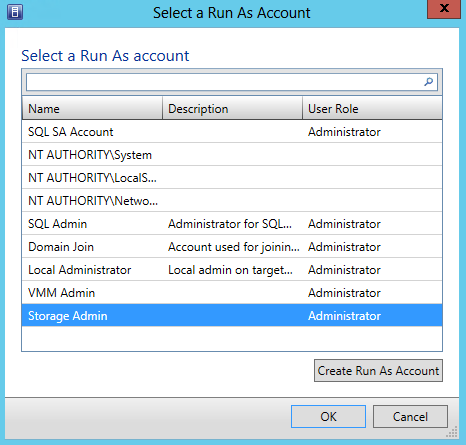 Select a Run As Account
x
Select a Run As account
Name Description User Role
SQL SA Account Administrator
NT AUTHORITY\System
NT AUTHORITY\LocalS...
NT AUTHORITY\Netwo...
SQL Admin Administrator for SQL... Administrator
Domain Join Account used for joinin... Administrator
Local Administrator Local admin on target... Administrator
VMM Admin Administrator
Storage Admin Administrator
Create Run As Account
OK Cancel